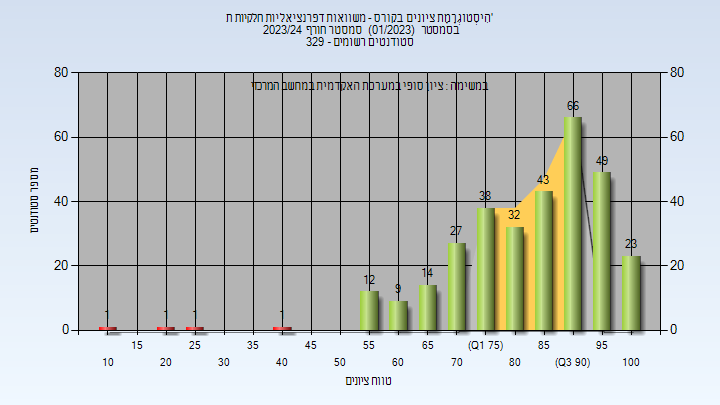 היסטוגרמת ציונים בקורס - משוואות דפרנציאליות חלקיות ת'
בסמסטר (01/2023) סמסטר חורף 2023/24
סטודנטים רשומים - 329
במשימה : ציון סופי במערכת האקדמית במחשב המרכזי
80 80
60 60
40 40
20 20
0 0
מספר סטודנטים
1 1 1 1 12 9 14 27 38 32 43 66 49 23
15 25 35 45 55 65 (Q1 75) 85 95
10 20 30 40 50 60 70 80 (Q3 90) 100
טווח ציונים